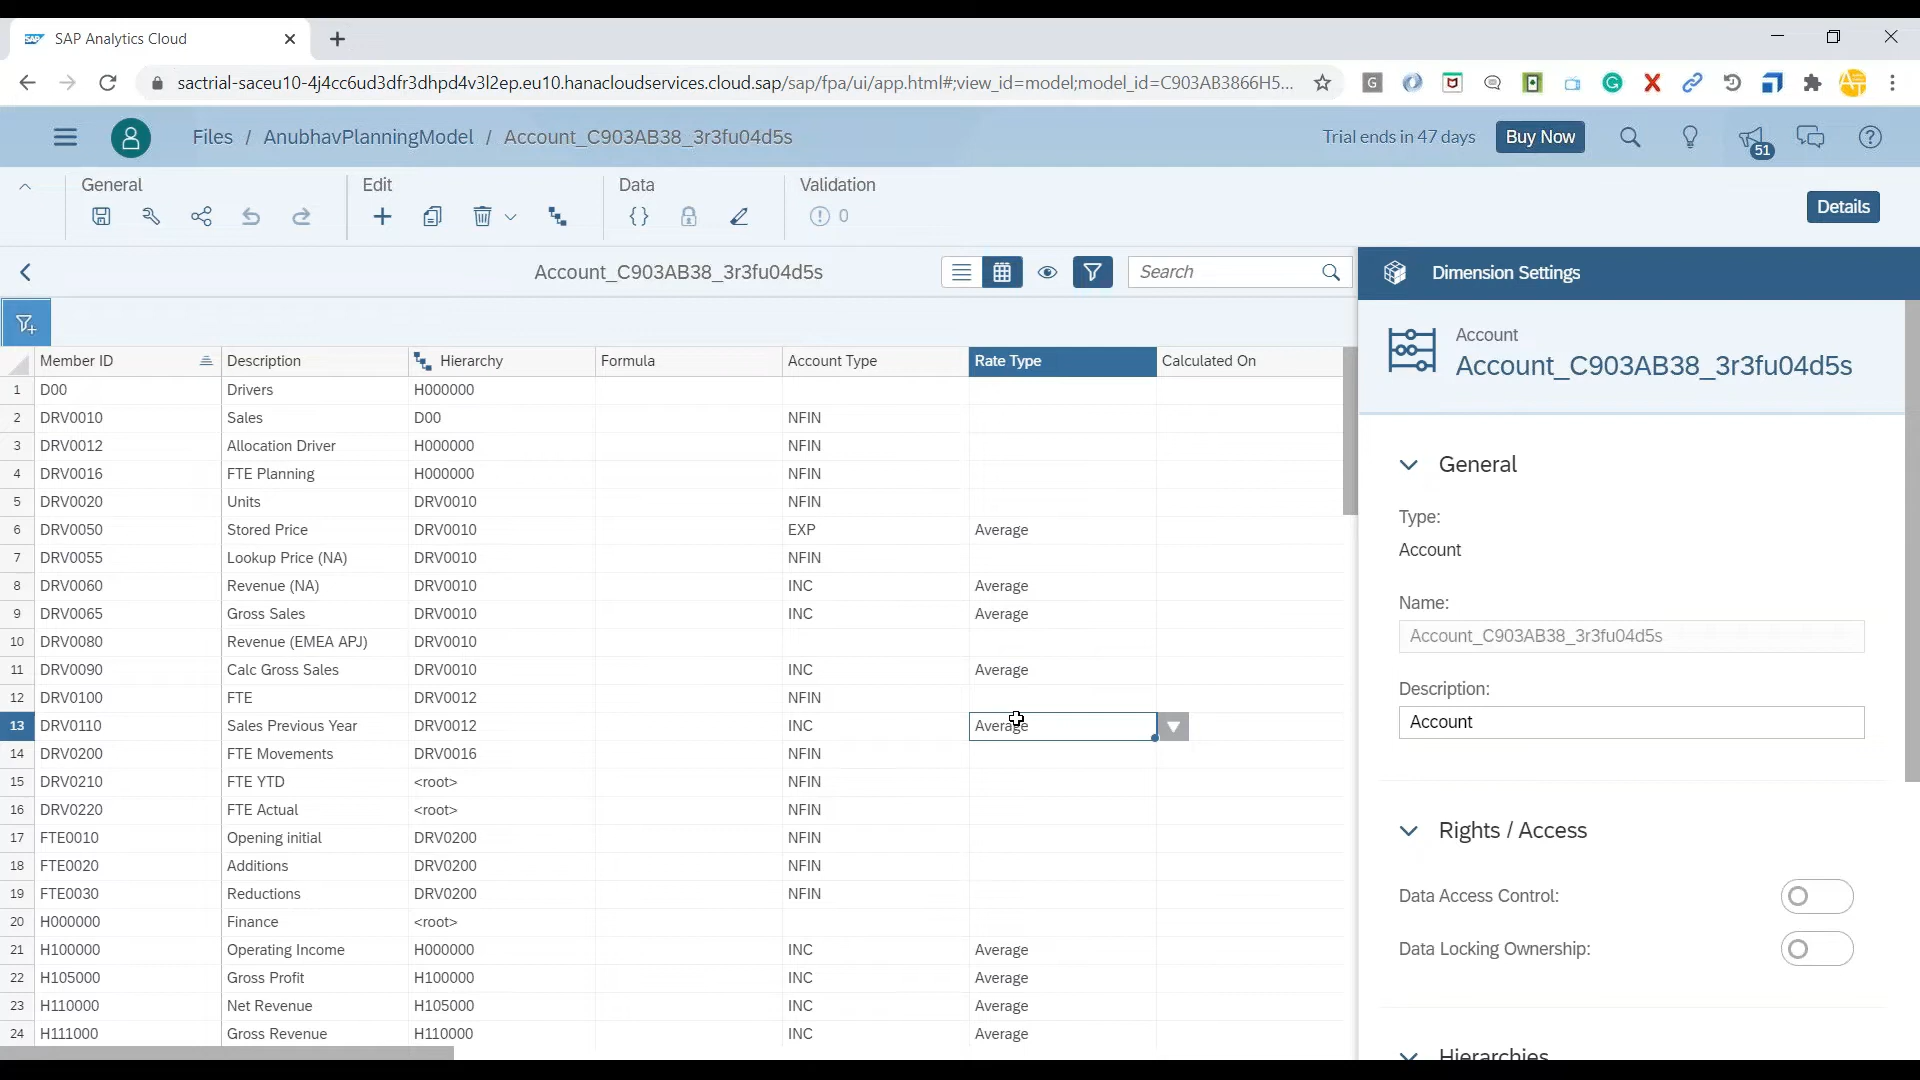 SAP Analytics Cloud
sactrial-saceu10-4j4cc6ud3dfr3dhpd4v3l2ep.eu10.hanacloudservices.cloud.sap/sap/fpa/ui/app.html#;view_id=model;model_id=C903AB3866H5...
Files / AnubhavPlanningModel / Account_C903AB38_3r3fu04d5s
Trial ends in 47 days Buy Now 51
General Edit Data Validation
0
Details
Account_C903AB38_3r3fu04d5s Search
Dimension Settings
Member ID Description Hierarchy Formula Account Type Rate Type Calculated On
1 D00 Drivers H000000
2 DRV0010 Sales D00 NFIN
3 DRV0012 Allocation Driver H000000 NFIN
4 DRV0016 FTE Planning H000000 NFIN
5 DRV0020 Units DRV0010 NFIN
6 DRV0050 Stored Price DRV0010 EXP Average
7 DRV0055 Lookup Price (NA) DRV0010 NFIN
8 DRV0060 Revenue (NA) DRV0010 INC Average
9 DRV0065 Gross Sales DRV0010 INC Average
10 DRV0080 Revenue (EMEA APJ) DRV0010
11 DRV0090 Calc Gross Sales DRV0010 INC Average
12 DRV0100 FTE DRV0012 NFIN
13 DRV0110 Sales Previous Year DRV0012 INC Average
14 DRV0200 FTE Movements DRV0016 NFIN
15 DRV0210 FTE YTD <root> NFIN
16 DRV0220 FTE Actual <root> NFIN
17 FTE0010 Opening initial DRV0200 NFIN
18 FTE0020 Additions DRV0200 NFIN
19 FTE0030 Reductions DRV0200 NFIN
20 H000000 Finance <root>
21 H100000 Operating Income H000000 INC Average
22 H105000 Gross Profit H100000 INC Average
23 H110000 Net Revenue H105000 INC Average
24 H111000 Gross Revenue H110000 INC Average
Account
Account_C903AB38_3r3fu04d5s
General
Type:
Account
Name:
Account_C903AB38_3r3fu04d5s
Description:
Account
Rights / Access
Data Access Control:
Data Locking Ownership:
Hierarchies